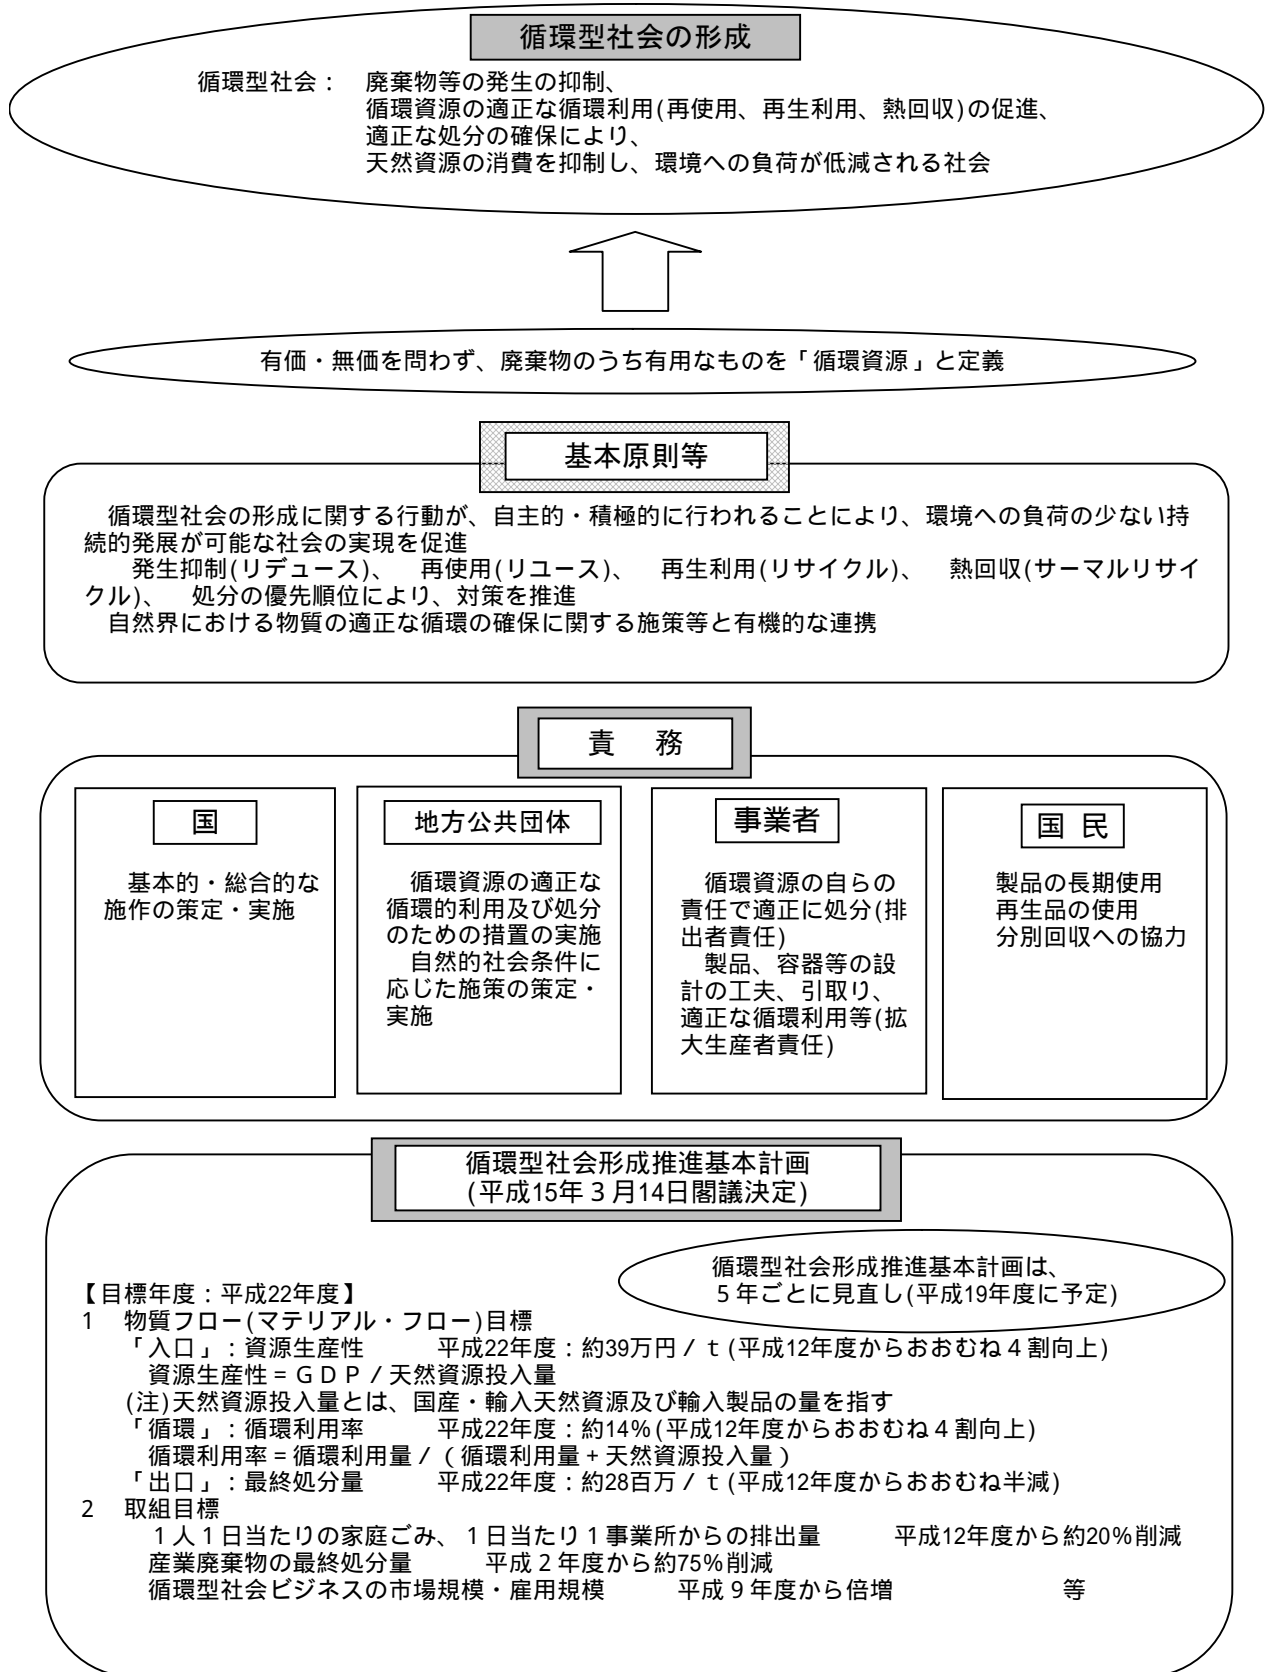 循環型社会の形成
循環型社会： 廃棄物等の発生の抑制、
循環資源の適正な循環利用(再使用、再生利用、熱回収)の促進、
適正な処分の確保により、
天然資源の消費を抑制し、環境への負荷が低減される社会
有価・無価を問わず、廃棄物のうち有用なものを「循環資源」と定義
基本原則等
循環型社会の形成に関する行動が、自主的・積極的に行われることにより、環境への負荷の少ない持
続的発展が可能な社会の実現を促進
発生抑制(リデュース)、 再使用(リユース)、 再生利用(リサイクル)、 熱回収(サーマルリサイ
クル)、 処分の優先順位により、対策を推進
自然界における物質の適正な循環の確保に関する施策等と有機的な連携
責 務
国
基本的・総合的な
施作の策定・実施
地方公共団体
循環資源の適正な
循環的利用及び処分
のための措置の実施
自然的社会条件に
応じた施策の策定・
実施
事業者
循環資源の自らの
責任で適正に処分(排
出者責任)
製品、容器等の設
計の工夫、引取り、
適正な循環利用等(拡
大生産者責任)
国 民
製品の長期使用
再生品の使用
分別回収への協力
循環型社会形成推進基本計画
(平成15年３月14日閣議決定)
循環型社会形成推進基本計画は、
５年ごとに見直し(平成19年度に予定)
【目標年度：平成22年度】
1 物質フロー(マテリアル・フロー)目標
「入口」：資源生産性 平成22年度：約39万円／ｔ(平成12年度からおおむね４割向上)
資源生産性＝ＧＤＰ／天然資源投入量
(注)天然資源投入量とは、国産・輸入天然資源及び輸入製品の量を指す
「循環」：循環利用率 平成22年度：約14％(平成12年度からおおむね４割向上)
循環利用率＝循環利用量／（循環利用量＋天然資源投入量）
「出口」：最終処分量 平成22年度：約28百万／ｔ(平成12年度からおおむね半減)
2 取組目標
１人１日当たりの家庭ごみ、１日当たり１事業所からの排出量 平成12年度から約20％削減
産業廃棄物の最終処分量 平成２年度から約75％削減
循環型社会ビジネスの市場規模・雇用規模 平成９年度から倍増 等